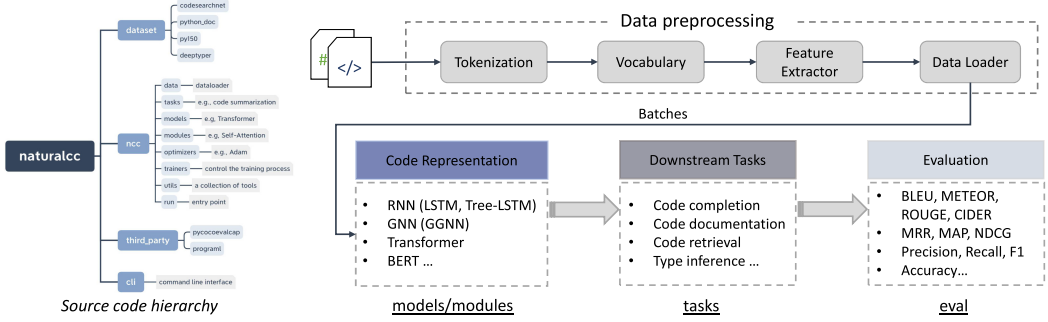 naturalcc
dataset
codesearchnet
python_doc
py150
deeptyper
ncc
data
dataloader
tasks
e.g., code summarization
models
e.g, Transformer
modules
e.g, Self-Attention
optimizers
e.g., Adam
trainers
control the training process
utils
a collection of tools
run
entry point
third_party
pycocoevalcap
programl
cli
command line interface
Source code hierarchy
Data preprocessing
#
</>
Tokenization
Vocabulary
Feature
Extractor
Data Loader
Batches
Code Representation
• RNN (LSTM, Tree-LSTM)
• GNN (GGNN)
• Transformer
• BERT ...
models/modules
Downstream Tasks
• Code completion
• Code documentation
• Code retrieval
• Type inference ...
tasks
Evaluation
• BLEU, METEOR,
ROUGE, CIDER
• MRR, MAP, NDCG
• Precision, Recall, F1
• Accuracy...
eval